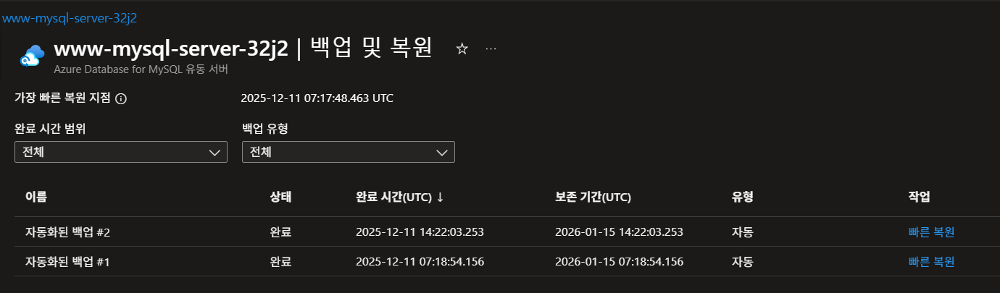 www-mysql-server-32j2
www-mysql-server-32j2 | 백업 및 복원 ☆ ...
Azure Database for MySQL 유동 서버
가장 빠른 복원 지점 2025-12-11 07:17:48.463 UTC
완료 시간 범위 백업 유형
전체 전체
이름 상태 완료 시간(UTC) ↓ 보존 기간(UTC) 유형 작업
자동화된 백업 #2 완료 2025-12-11 14:22:03.253 2026-01-15 14:22:03.253 자동 빠른 복원
자동화된 백업 #1 완료 2025-12-11 07:18:54.156 2026-01-15 07:18:54.156 자동 빠른 복원